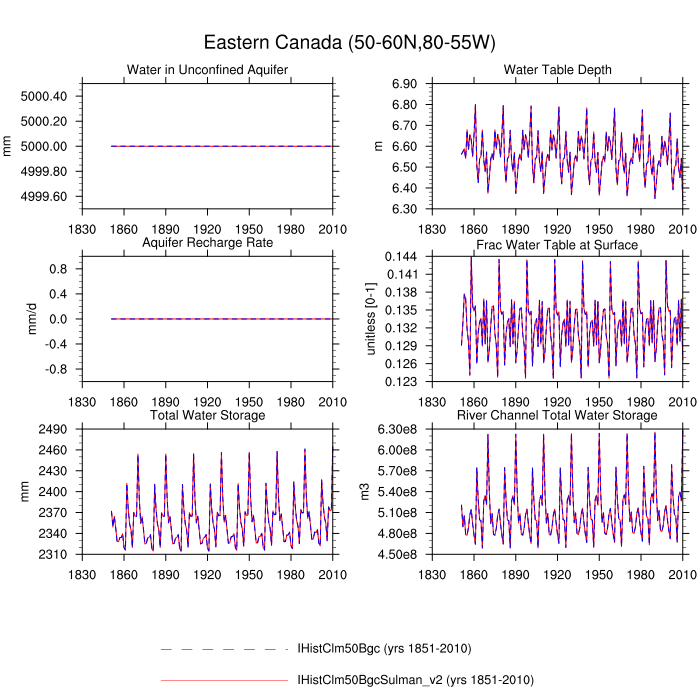 Eastern Canada (50-60N,80-55W)
Water in Unconfined Aquifer
mm
5000.40
5000.20
5000.00
4999.80
4999.60
1830 1860 1890 1920 1950 1980 2010
Water Table Depth
m
6.90
6.80
6.70
6.60
6.50
6.40
6.30
1830 1860 1890 1920 1950 1980 2010
Aquifer Recharge Rate
mm/d
0.8
0.4
0.0
-0.4
-0.8
1830 1860 1890 1920 1950 1980 2010
Frac Water Table at Surface
unitless [0-1]
0.144
0.141
0.138
0.135
0.132
0.129
0.126
0.123
1830 1860 1890 1920 1950 1980 2010
Total Water Storage
mm
2490
2460
2430
2400
2370
2340
2310
1830 1860 1890 1920 1950 1980 2010
River Channel Total Water Storage
m3
6.30e8
6.00e8
5.70e8
5.40e8
5.10e8
4.80e8
4.50e8
1830 1860 1890 1920 1950 1980 2010
IHistClm50Bgc (yrs 1851-2010)
IHistClm50BgcSulman_v2 (yrs 1851-2010)